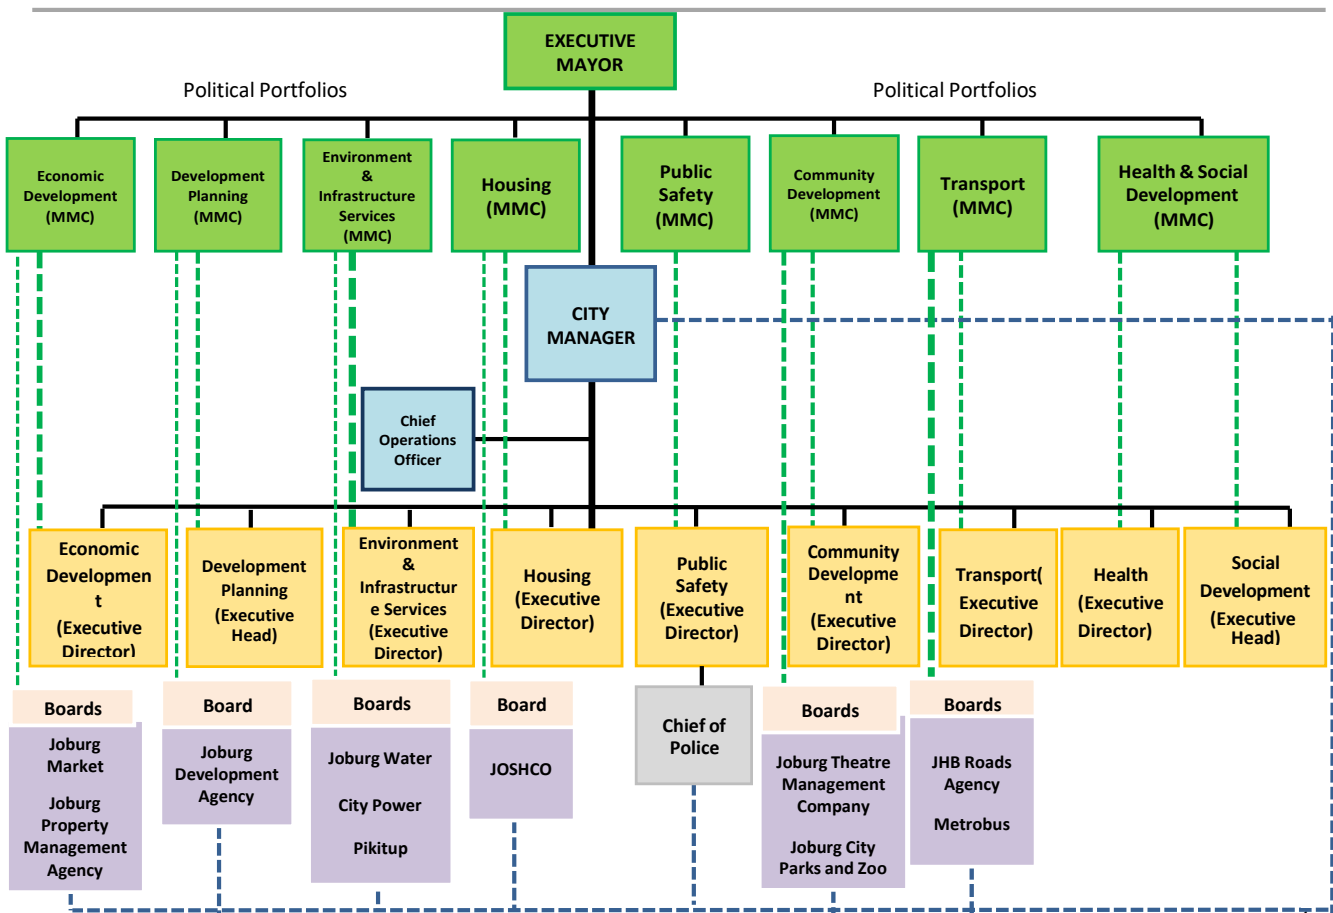 EXECUTIVE
MAYOR
Political Portfolios
Political Portfolios
Economic
Development
(MMC)
Development
Planning
(MMC)
Environment
&
Infrastructure
Services
(MMC)
Housing
(MMC)
Public
Safety
(MMC)
Community
Development
(MMC)
Transport
(MMC)
Health & Social
Development
(MMC)
CITY
MANAGER
Chief
Operations
Officer
Economic
Developmen
t
(Executive
Director)
Development
Planning
(Executive
Head)
Environment
&
Infrastructur
e Services
(Executive
Director)
Housing
(Executive
Director)
Public
Safety
(Executive
Director)
Community
Developme
nt
(Executive
Director)
Transport(
Executive
Director)
Health
(Executive
Director)
Social
Development
(Executive
Head)
Boards
Joburg
Market
Joburg
Property
Management
Agency
Board
Joburg
Development
Agency
Boards
Joburg Water
City Power
Pikitup
Board
JOSHCO
Chief of
Police
Boards
Joburg Theatre
Management
Company
Joburg City
Parks and Zoo
Boards
JHB Roads
Agency
Metrobus